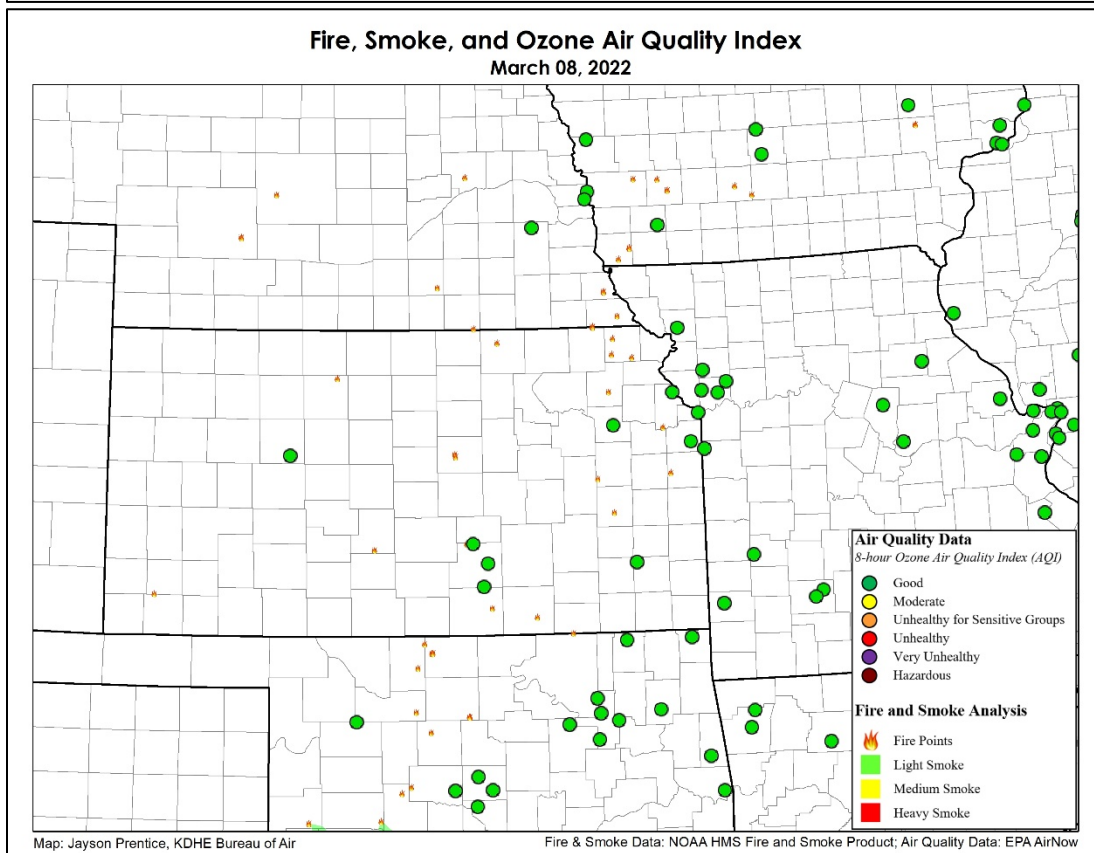 Fire, Smoke, and Ozone Air Quality Index
March 08, 2022
Air Quality Data
8-hour Ozone Air Quality Index (AQI)
Good
Moderate
Unhealthy for Sensitive Groups
Unhealthy
Very Unhealthy
Hazardous
Fire and Smoke Analysis
Fire Points
Light Smoke
Medium Smoke
Heavy Smoke
Map: Jayson Prentice, KDHE Bureau of Air
Fire & Smoke Data: NOAA HMS Fire and Smoke Product; Air Quality Data: EPA AirNow